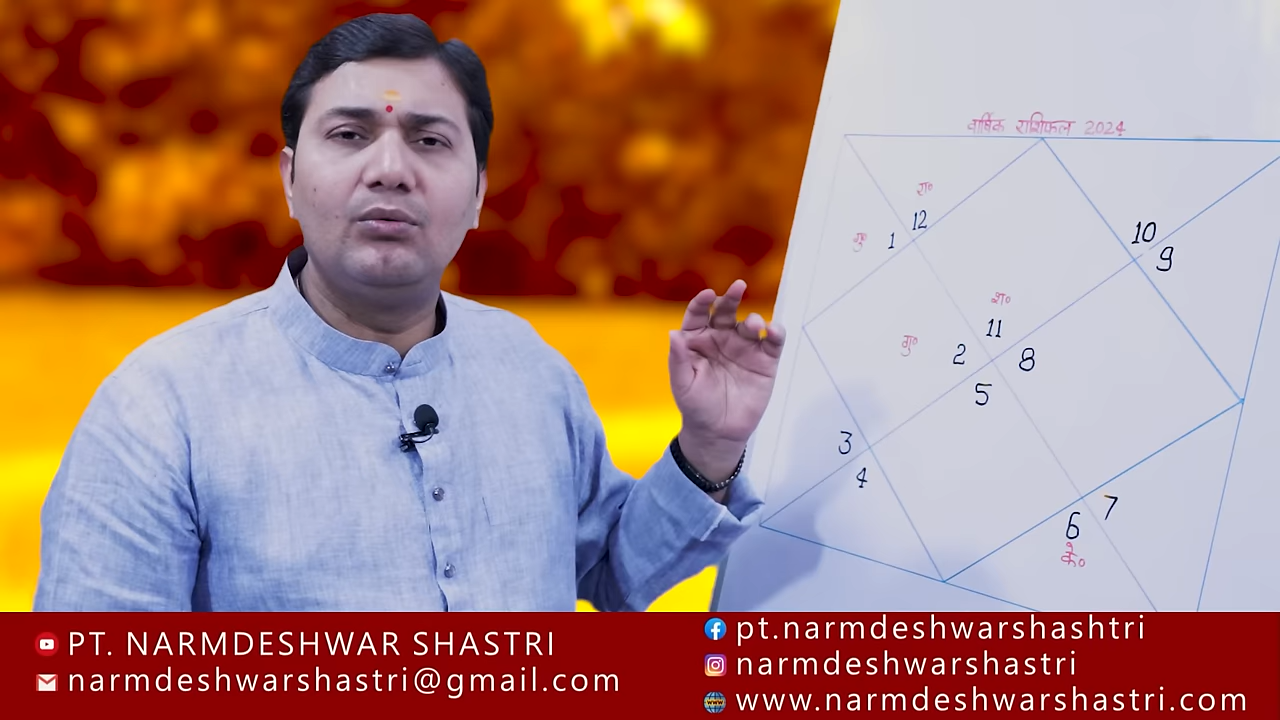 वार्षिक राशिफल 2024
रा०
12
गु० 1
10
9
श०
11
गु० 2 8
5
3
4
7
6
के०
PT. NARMDESHWAR SHASTRI
narmdeshwarshastri@gmail.com
pt.narmdeshwarshashtri
narmdeshwarshastri
www.narmdeshwarshastri.com